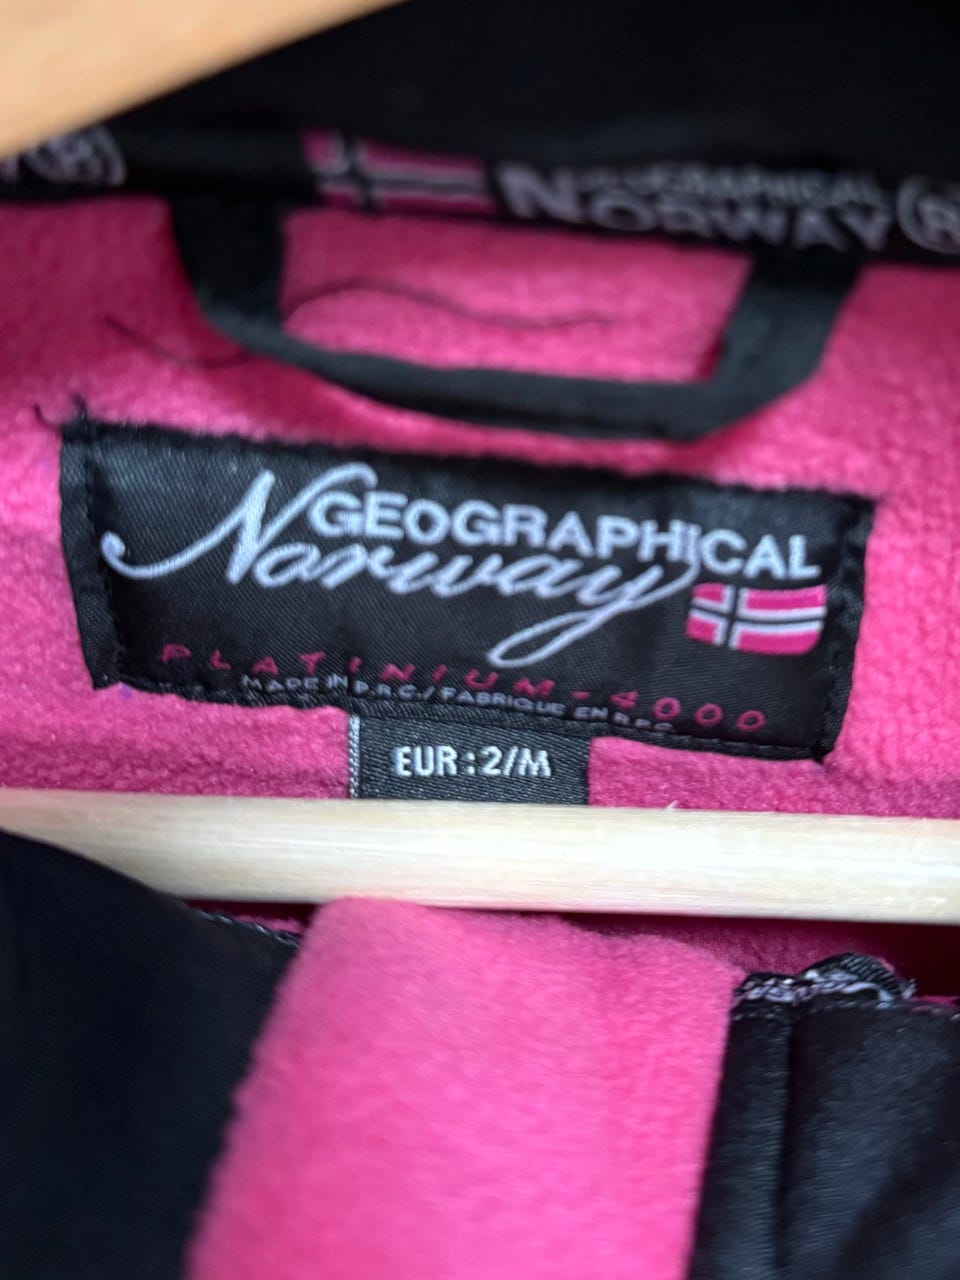 GEOGRAPHICAL
NORWAY ®
GEOGRAPHICAL
Norway
PLATINIUM-4000
MADE IN P.R.C./FABRIQUE EN R.P.C.
EUR:2/M